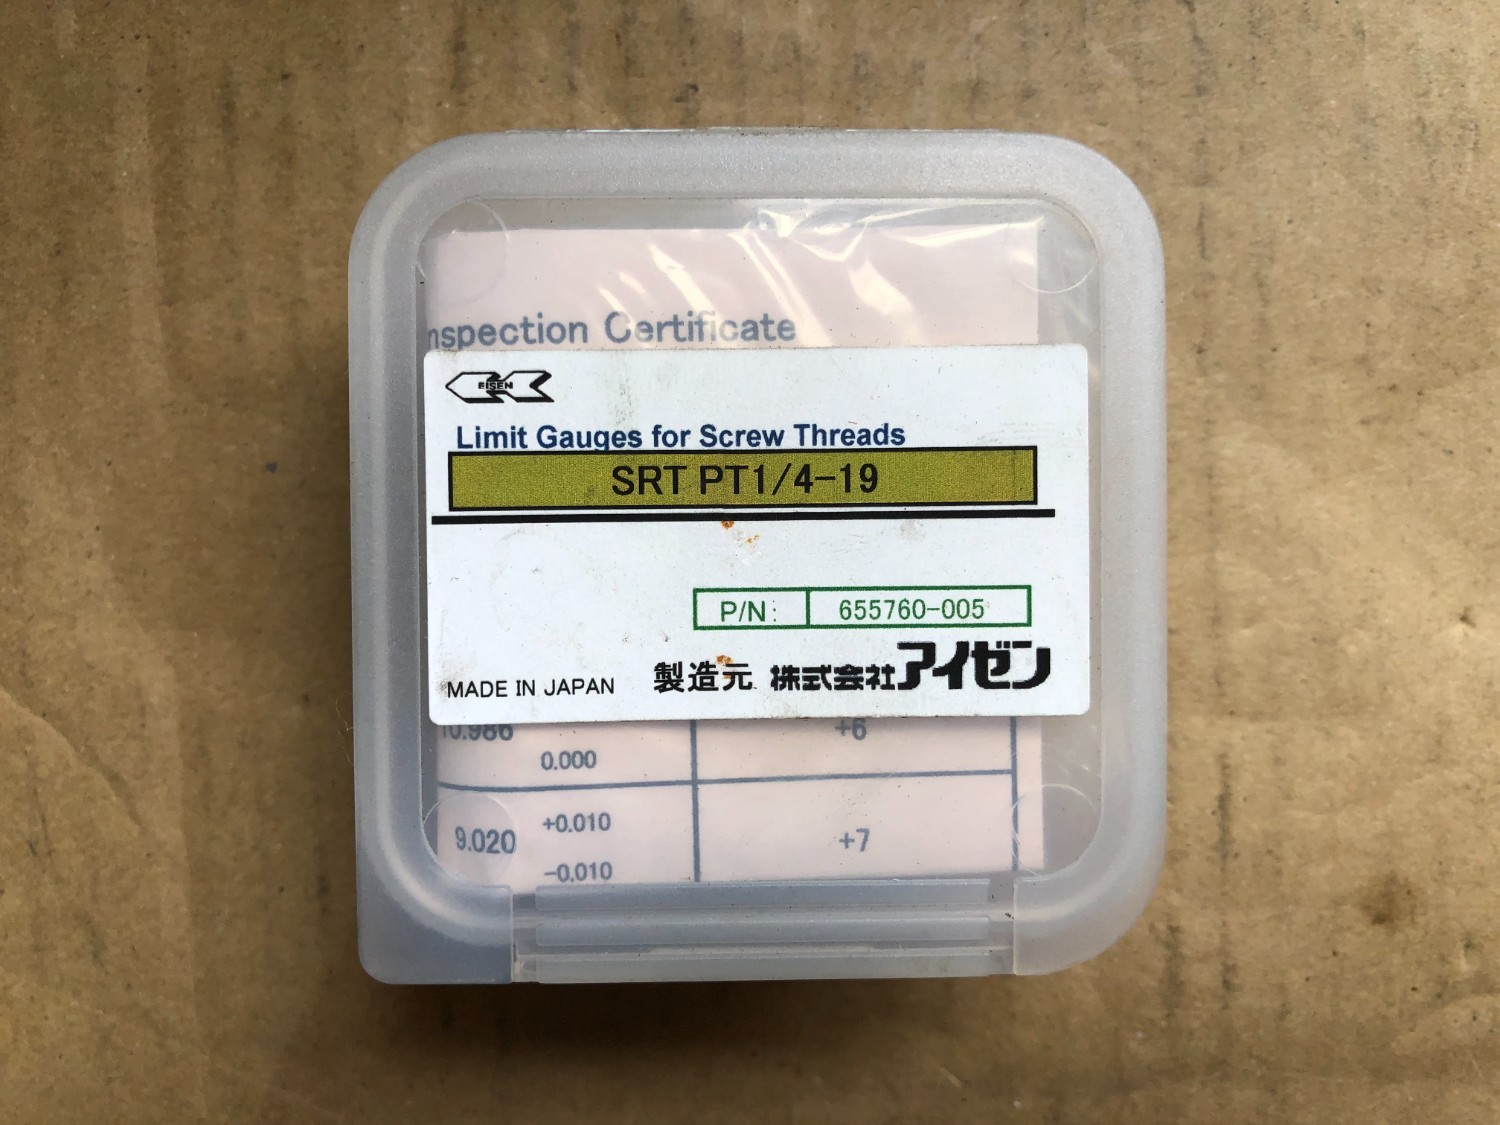 nspection Certificate
EISEN
Limit Gauges for Screw Threads
SRT PT1/4-19
P/N: 655760-005
MADE IN JAPAN 製造元 株式会社アイゼン
10.986 +6
0.000
+0.010
9.020 +7
-0.010